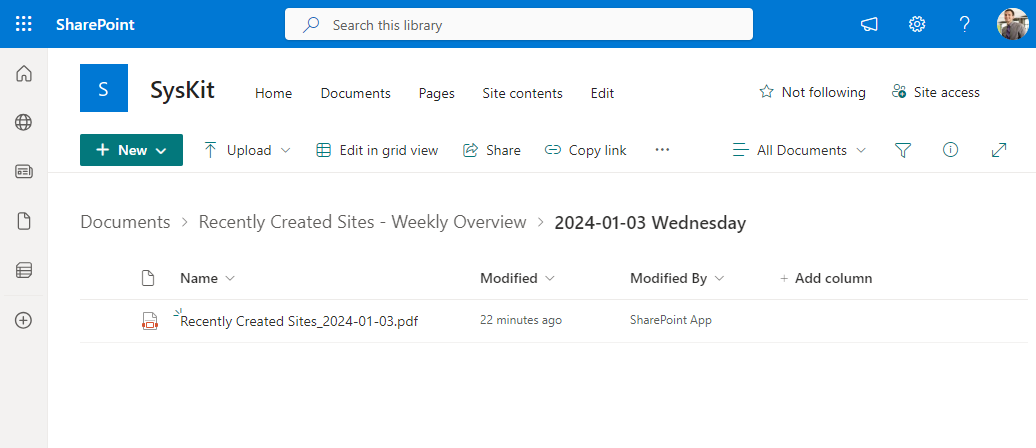 SharePoint
Search this library
?
S
SysKit
Home Documents Pages Site contents Edit
Not following Site access
+ New Upload Edit in grid view Share Copy link ... All Documents
Documents > Recently Created Sites - Weekly Overview > 2024-01-03 Wednesday
Name Modified Modified By + Add column
Recently Created Sites_2024-01-03.pdf 22 minutes ago SharePoint App